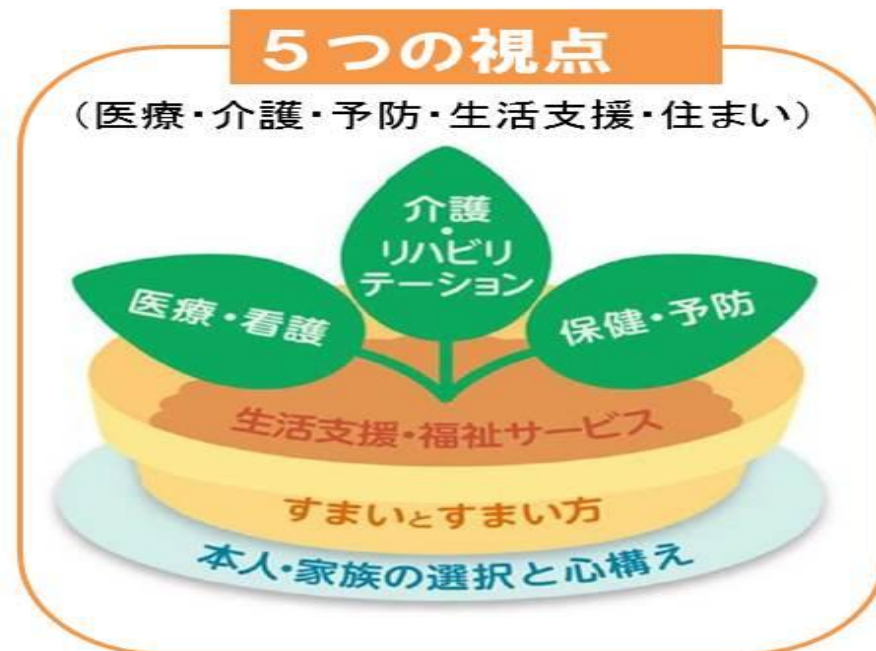 ５つの視点
（医療・介護・予防・生活支援・住まい）
介護
・
リハビリ
テーション
医療・看護
保健・予防
生活支援・福祉サービス
すまいとすまい方
本人・家族の選択と心構え